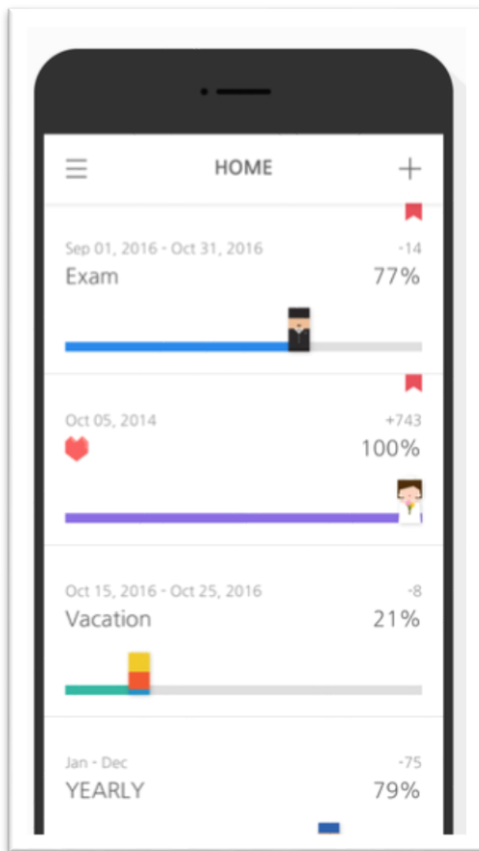 HOME
Sep 01, 2016 - Oct 31, 2016 -14
Exam 77%
Oct 05, 2014 +743
100%
Oct 15, 2016 - Oct 25, 2016 -8
Vacation 21%
Jan - Dec -75
YEARLY 79%